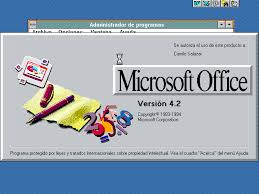 Administrador de programas
Archivo Opciones Ventana Ayuda
Se autoriza el uso de este producto a:
Camilo Salazar
Microsoft Office
Versión 4.2
Copyright© 1993-1994
Microsoft Corporation
Programa protegido por leyes y tratados internacionales sobre propiedad intelectual. Vea el cuadro "Acerca" del menú Ayuda